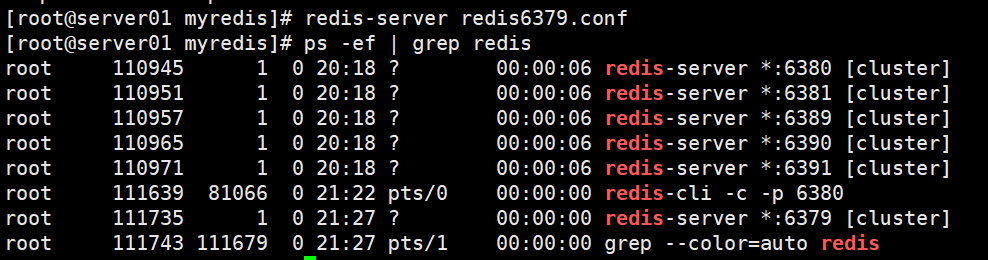 [root@server01 myredis]# redis-server redis6379.conf
[root@server01 myredis]# ps -ef | grep redis
root     110945      1  0 20:18 ?        00:00:06 redis-server *:6380 [cluster]
root     110951      1  0 20:18 ?        00:00:06 redis-server *:6381 [cluster]
root     110957      1  0 20:18 ?        00:00:06 redis-server *:6389 [cluster]
root     110965      1  0 20:18 ?        00:00:06 redis-server *:6390 [cluster]
root     110971      1  0 20:18 ?        00:00:06 redis-server *:6391 [cluster]
root     111639  81066  0 21:22 pts/0    00:00:00 redis-cli -c -p 6380
root     111735      1  0 21:27 ?        00:00:00 redis-server *:6379 [cluster]
root     111743 111679  0 21:27 pts/1    00:00:00 grep --color=auto redis